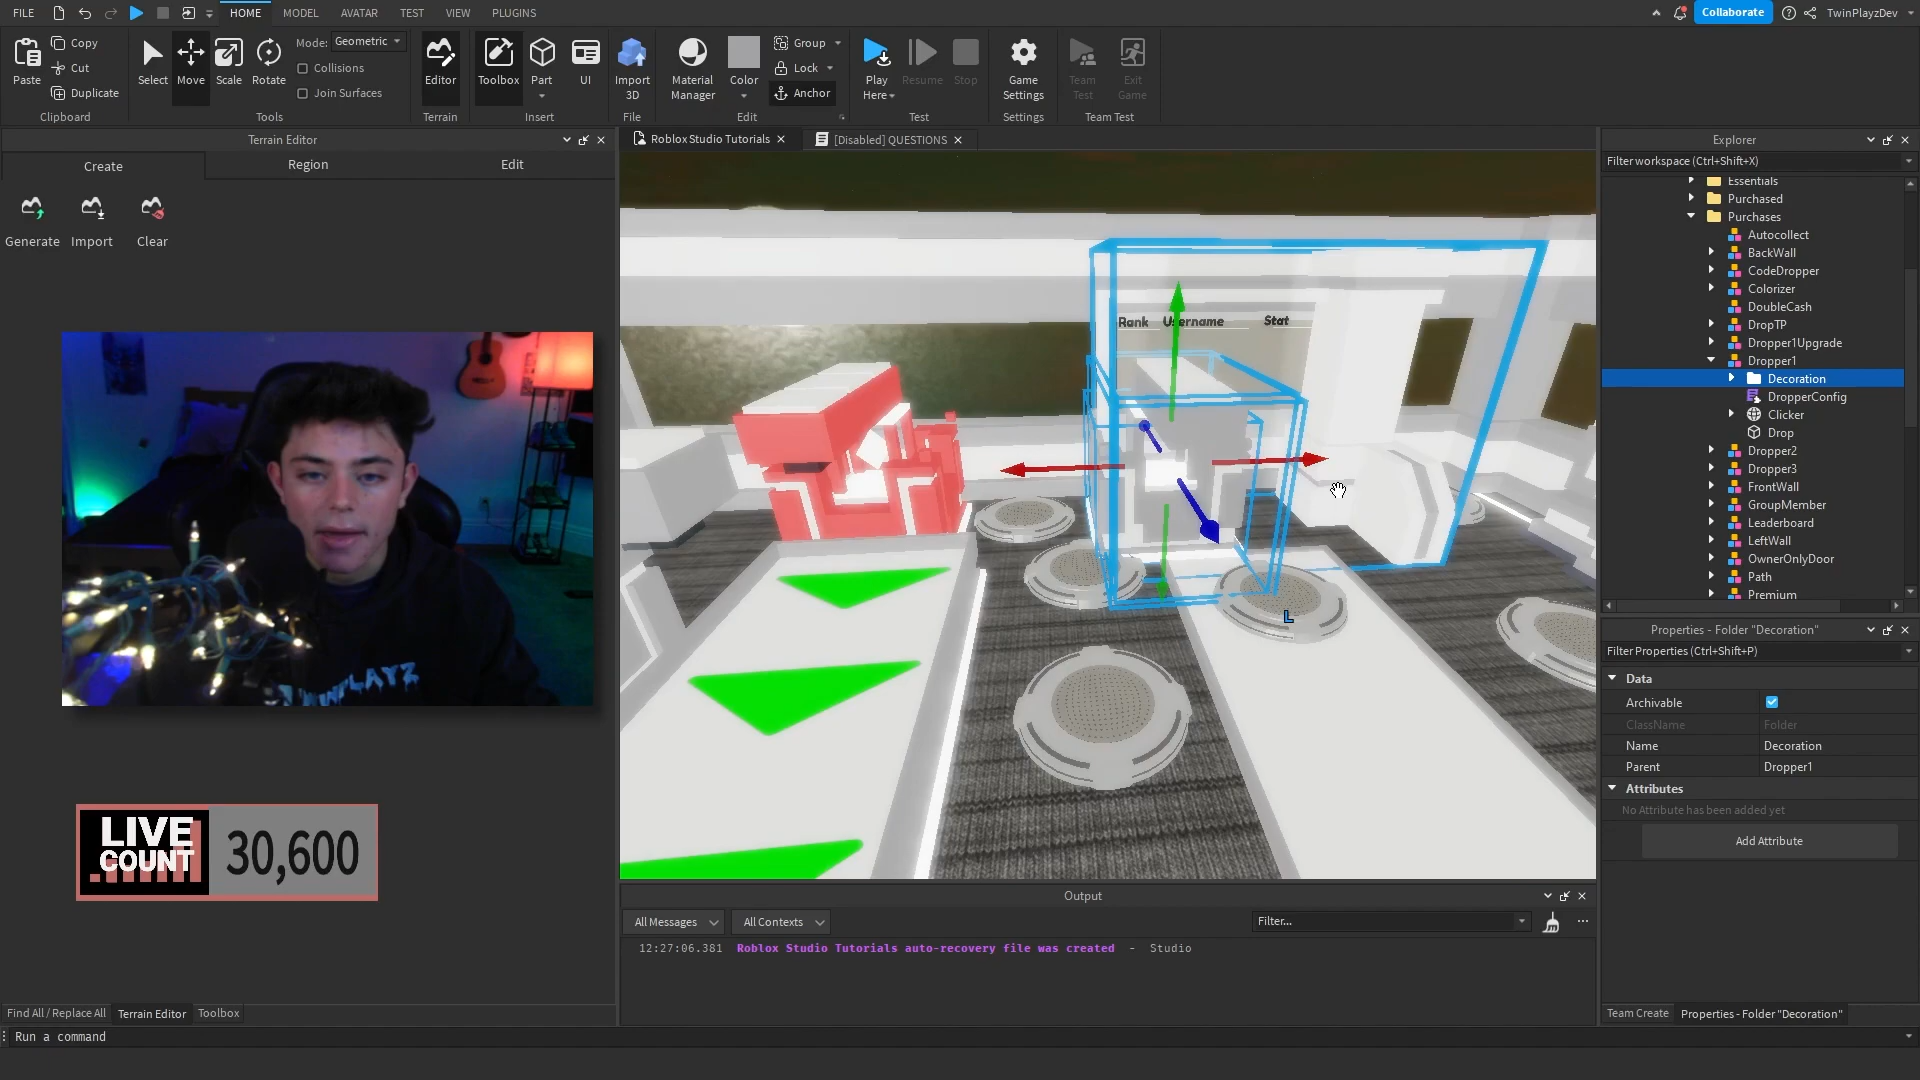 FILE HOME MODEL AVATAR TEST VIEW PLUGINS Collaborate TwinPlayzDev
Paste Copy Cut Duplicate Clipboard
Select Move Scale Rotate Mode: Geometric Collisions Join Surfaces Tools
Editor Terrain
Toolbox Part UI Insert
Import 3D File
Material Manager Color Group Lock Anchor Edit
Play Here Resume Stop Test
Game Settings Settings
Team Test Exit Game Team Test
Terrain Editor
Create Region Edit
Generate Import Clear
TWINPLAYZ
LIVE COUNT 30,600
Find All / Replace All Terrain Editor Toolbox
Run a command
Roblox Studio Tutorials [Disabled] QUESTIONS
Rank Username Stat
L
Output
All Messages All Contexts Filter...
12:27:06.381 Roblox Studio Tutorials auto-recovery file was created - Studio
Explorer
Filter workspace (Ctrl+Shift+X)
Essentials
Purchased
Purchases
Autocollect
BackWall
CodeDropper
Colorizer
DoubleCash
DropTP
Dropper1Upgrade
Dropper1
Decoration
DropperConfig
Clicker
Drop
Dropper2
Dropper3
FrontWall
GroupMember
Leaderboard
LeftWall
OwnerOnlyDoor
Path
Premium
Properties - Folder "Decoration"
Filter Properties (Ctrl+Shift+P)
Data
Archivable
ClassName Folder
Name Decoration
Parent Dropper1
Attributes
No Attribute has been added yet
Add Attribute
Team Create Properties - Folder "Decoration"